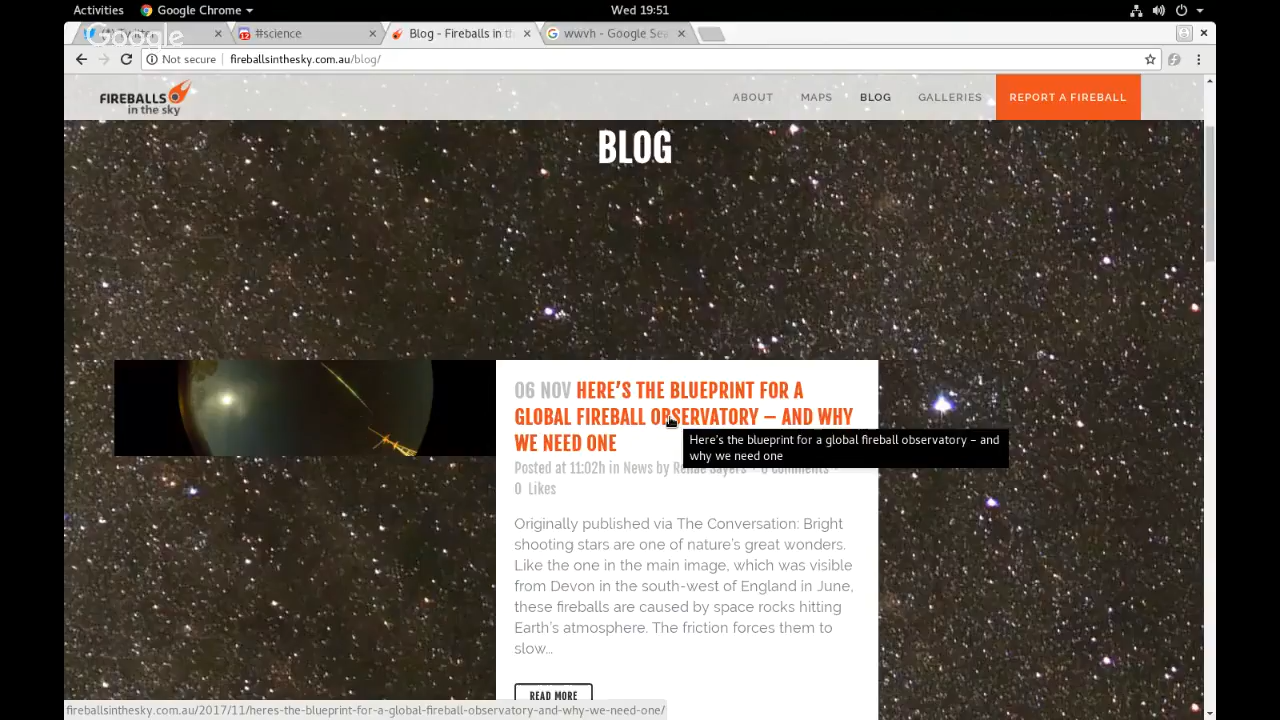 Activities Google Chrome Wed 19:51
Google
#science Blog - Fireballs in th wwvh - Google Sea
Not secure fireballsinthesky.com.au/blog/
FIREBALLS
in the sky
ABOUT MAPS BLOG GALLERIES REPORT A FIREBALL
BLOG
06 NOV HERE'S THE BLUEPRINT FOR A
GLOBAL FIREBALL OBSERVATORY – AND WHY
WE NEED ONE
Here's the blueprint for a global fireball observatory – and
why we need one
Posted at 11:02h in News by Renae Sayers · 0 Comments ·
0 Likes
Originally published via The Conversation: Bright
shooting stars are one of nature's great wonders.
Like the one in the main image, which was visible
from Devon in the south-west of England in June,
these fireballs are caused by space rocks hitting
Earth's atmosphere. The friction forces them to
slow...
READ MORE
fireballsinthesky.com.au/2017/11/heres-the-blueprint-for-a-global-fireball-observatory-and-why-we-need-one/